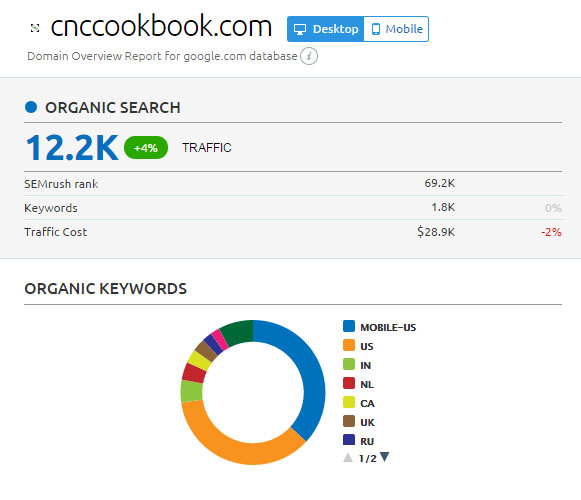 cnccookbook.com Desktop Mobile
Domain Overview Report for google.com database i
ORGANIC SEARCH
12.2K +4% TRAFFIC
SEMrush rank 69.2K
Keywords 1.8K 0%
Traffic Cost $28.9K -2%
ORGANIC KEYWORDS
MOBILE-US
US
IN
NL
CA
UK
RU
1/2